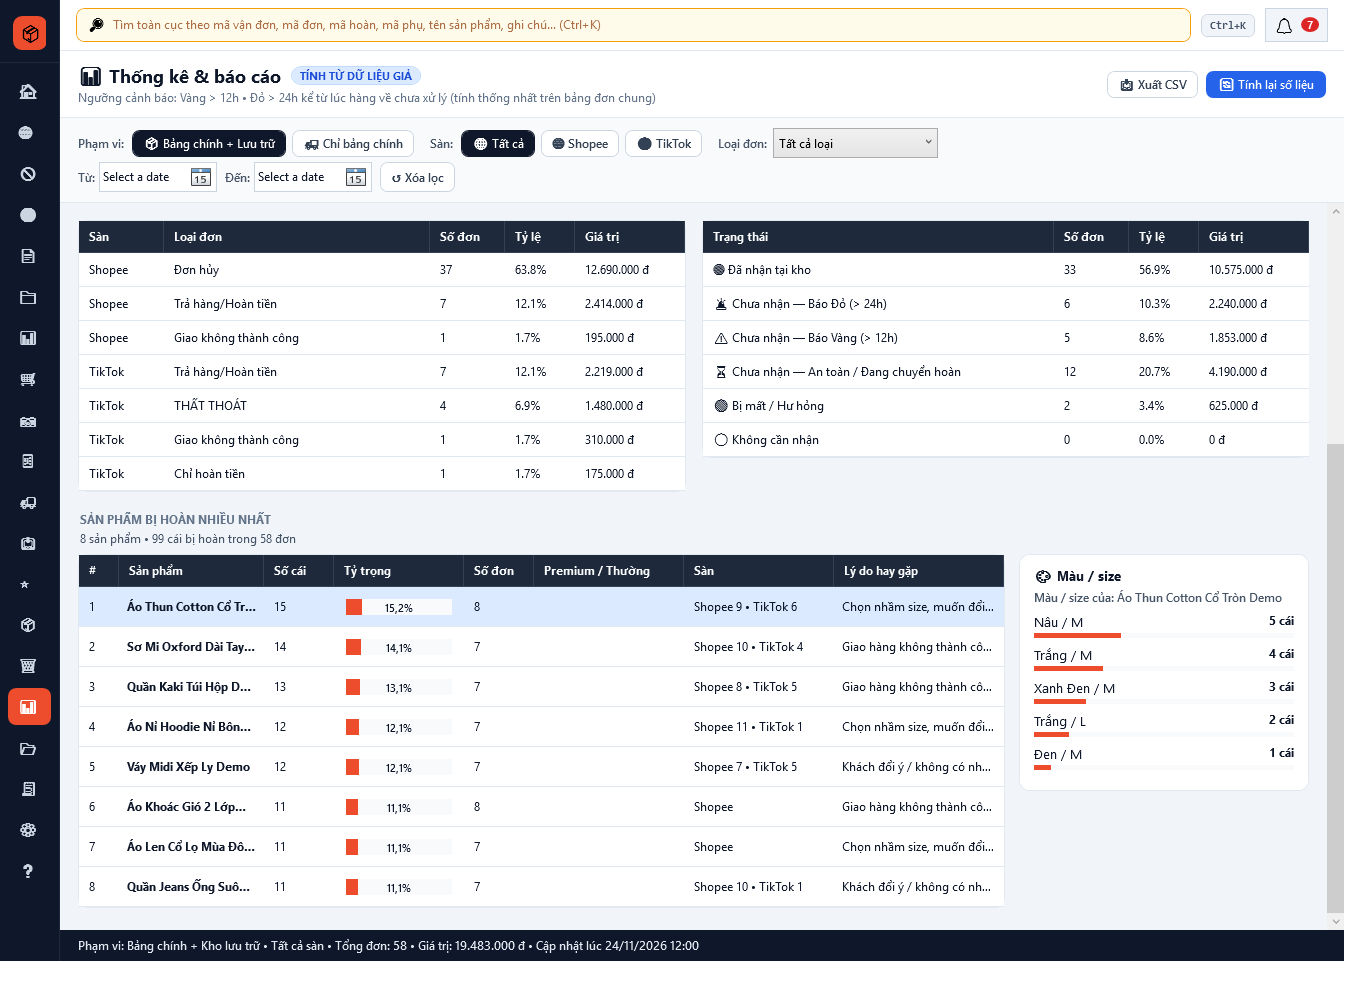 Tìm toàn cục theo mã vận đơn, mã đơn, mã hoàn, mã phụ, tên sản phẩm, ghi chú... (Ctrl+K)
Ctrl+K
7
Thống kê & báo cáo
TÍNH TỪ DỮ LIỆU GIẢ
Ngưỡng cảnh báo: Vàng > 12h • Đỏ > 24h kể từ lúc hàng về chưa xử lý (tính thống nhất trên bảng đơn chung)
Xuất CSV
Tính lại số liệu
Phạm vi: Bảng chính + Lưu trữ Chỉ bảng chính Sàn: Tất cả Shopee TikTok Loại đơn: Tất cả loại
Từ: Select a date 15 Đến: Select a date 15 ↺ Xóa lọc
Sàn Loại đơn Số đơn Tỷ lệ Giá trị
Shopee Đơn hủy 37 63.8% 12.690.000 đ
Shopee Trả hàng/Hoàn tiền 7 12.1% 2.414.000 đ
Shopee Giao không thành công 1 1.7% 195.000 đ
TikTok Trả hàng/Hoàn tiền 7 12.1% 2.219.000 đ
TikTok THẤT THOÁT 4 6.9% 1.480.000 đ
TikTok Giao không thành công 1 1.7% 310.000 đ
TikTok Chỉ hoàn tiền 1 1.7% 175.000 đ
Trạng thái Số đơn Tỷ lệ Giá trị
Đã nhận tại kho 33 56.9% 10.575.000 đ
Chưa nhận — Báo Đỏ (> 24h) 6 10.3% 2.240.000 đ
Chưa nhận — Báo Vàng (> 12h) 5 8.6% 1.853.000 đ
Chưa nhận — An toàn / Đang chuyển hoàn 12 20.7% 4.190.000 đ
Bị mất / Hư hỏng 2 3.4% 625.000 đ
Không cần nhận 0 0.0% 0 đ
SẢN PHẨM BỊ HOÀN NHIỀU NHẤT
8 sản phẩm • 99 cái bị hoàn trong 58 đơn
# Sản phẩm Số cái Tỷ trọng Số đơn Premium / Thường Sàn Lý do hay gặp
1 Áo Thun Cotton Cổ Tr... 15 15,2% 8 Shopee 9 • TikTok 6 Chọn nhầm size, muốn đổi...
2 Sơ Mi Oxford Dài Tay... 14 14,1% 7 Shopee 10 • TikTok 4 Giao hàng không thành cô...
3 Quần Kaki Túi Hộp D... 13 13,1% 7 Shopee 8 • TikTok 5 Giao hàng không thành cô...
4 Áo Nỉ Hoodie Nỉ Bôn... 12 12,1% 7 Shopee 11 • TikTok 1 Chọn nhầm size, muốn đổi...
5 Váy Midi Xếp Ly Demo 12 12,1% 7 Shopee 7 • TikTok 5 Khách đổi ý / không có nh...
6 Áo Khoác Gió 2 Lớp... 11 11,1% 8 Shopee Giao hàng không thành cô...
7 Áo Len Cổ Lọ Mùa Đô... 11 11,1% 7 Shopee Chọn nhầm size, muốn đổi...
8 Quần Jeans Ống Suô... 11 11,1% 7 Shopee 10 • TikTok 1 Khách đổi ý / không có nh...
Màu / size
Màu / size của: Áo Thun Cotton Cổ Tròn Demo
Nâu / M 5 cái
Trắng / M 4 cái
Xanh Đen / M 3 cái
Trắng / L 2 cái
Đen / M 1 cái
Phạm vi: Bảng chính + Kho lưu trữ • Tất cả sàn • Tổng đơn: 58 • Giá trị: 19.483.000 đ • Cập nhật lúc 24/11/2026 12:00